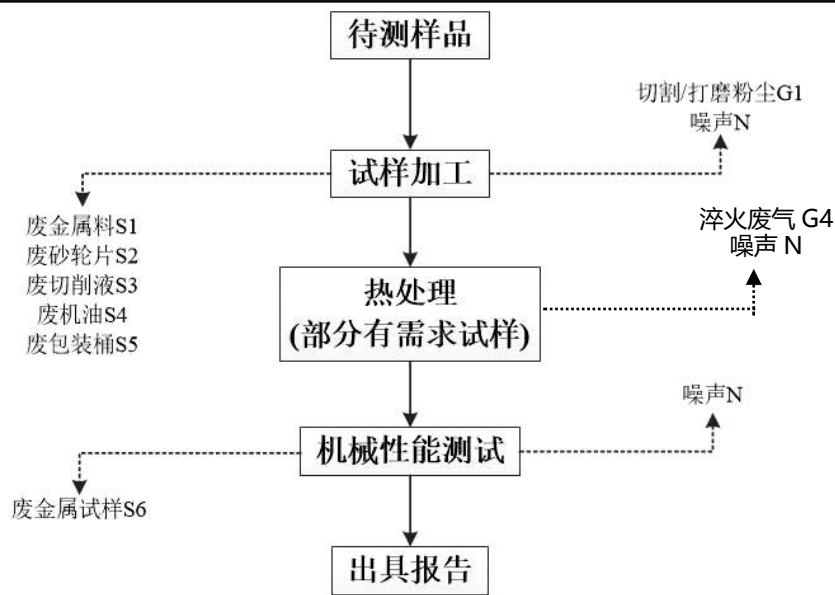 待测样品
切割/打磨粉尘G1
噪声N
试样加工
废金属料S1
废砂轮片S2
废切削液S3
废机油S4
废包装桶S5
淬火废气 G4
噪声 N
热处理
(部分有需求试样)
噪声N
机械性能测试
废金属试样S6
出具报告